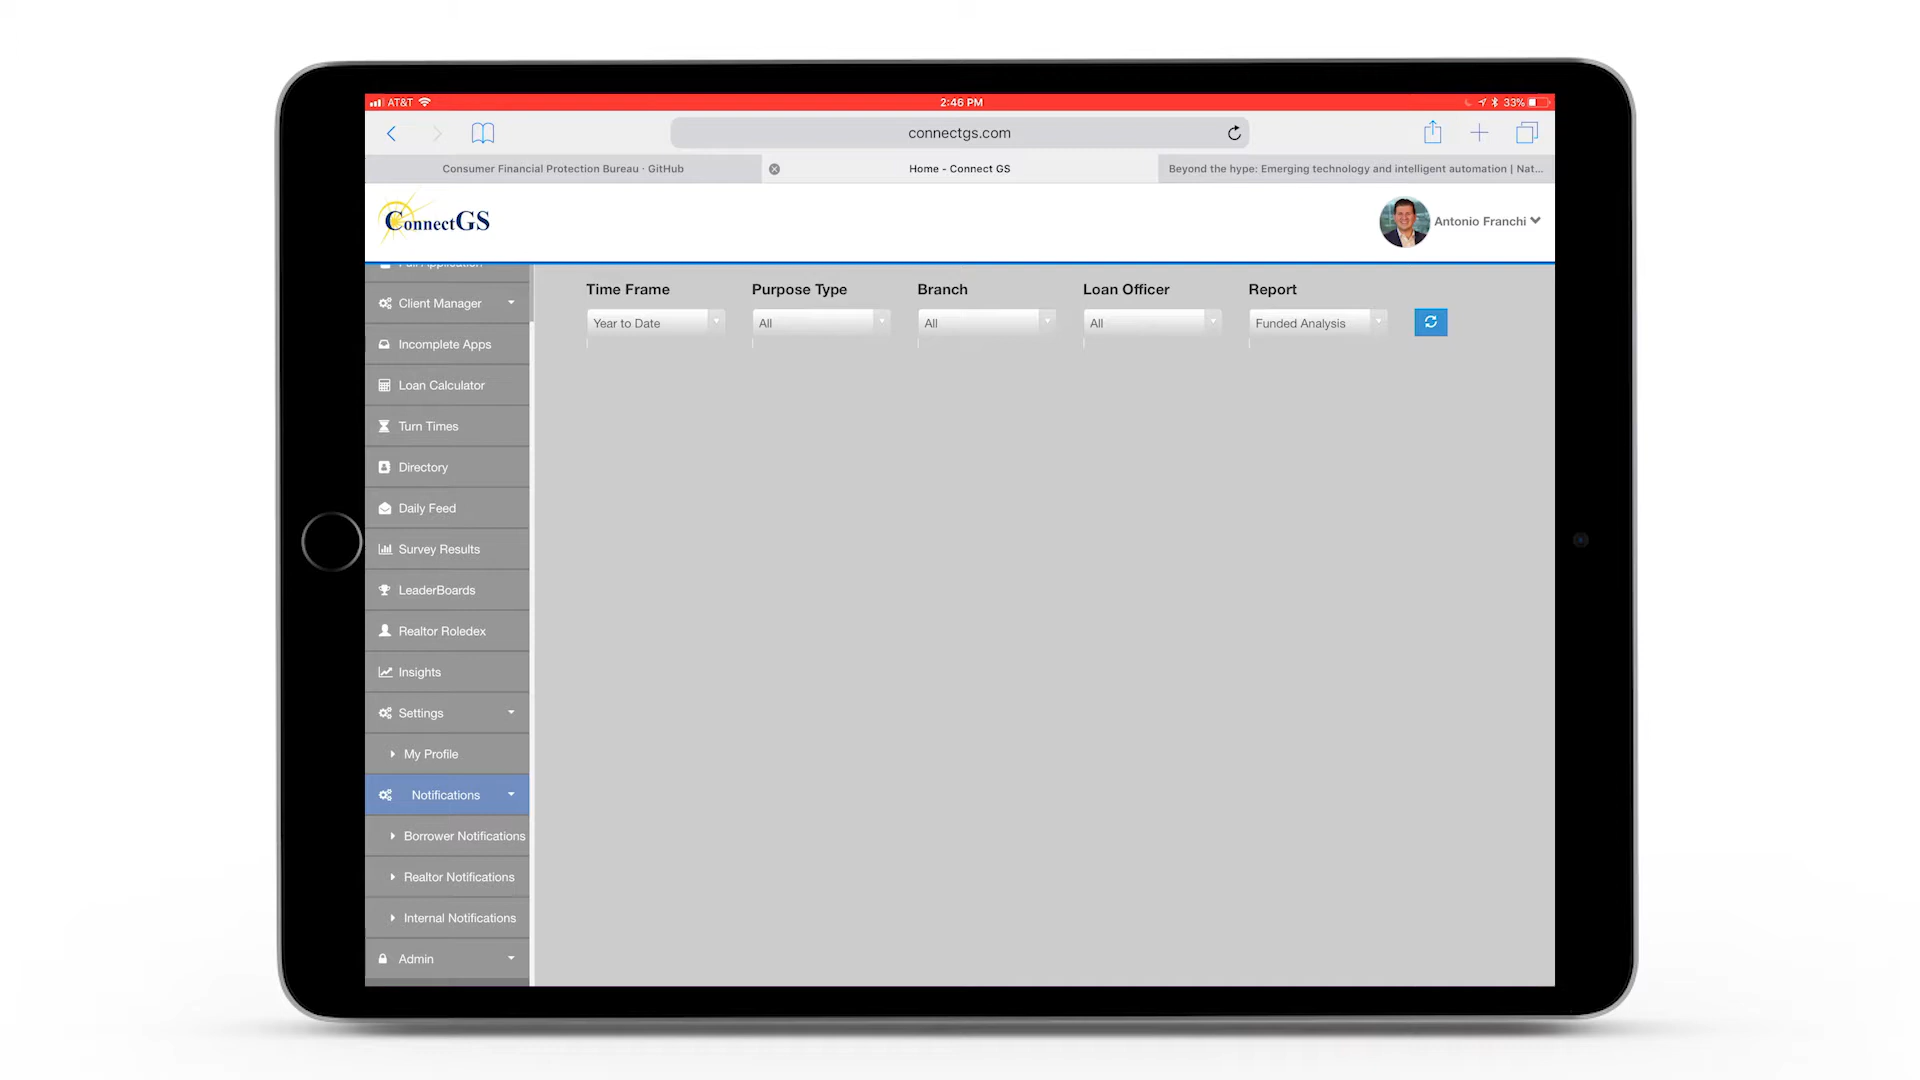 AT&T
2:46 PM
33%
connectgs.com
Consumer Financial Protection Bureau · GitHub
Home - Connect GS
Beyond the hype: Emerging technology and intelligent automation | Nat...
ConnectGS
Antonio Franchi
Full Application
Client Manager
Incomplete Apps
Loan Calculator
Turn Times
Directory
Daily Feed
Survey Results
LeaderBoards
Realtor Roledex
Insights
Settings
My Profile
Notifications
Borrower Notifications
Realtor Notifications
Internal Notifications
Admin
Time Frame
Year to Date
Purpose Type
All
Branch
All
Loan Officer
All
Report
Funded Analysis